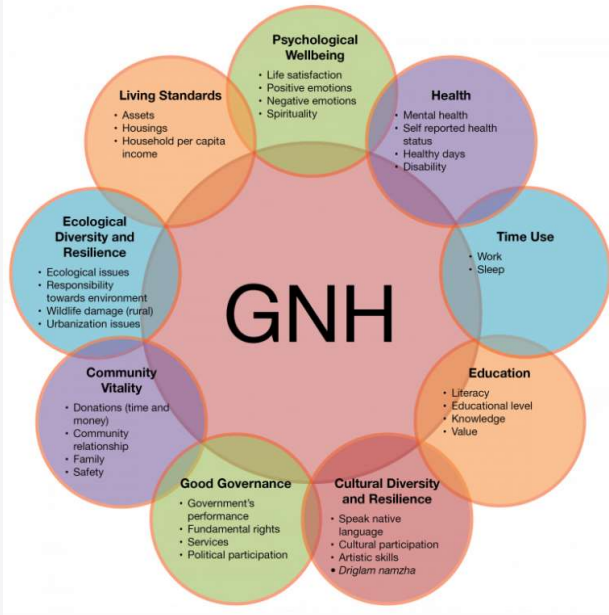 Psychological
Wellbeing
• Life satisfaction
• Positive emotions
• Negative emotions
• Spirituality
Health
• Mental health
• Self reported health
status
• Healthy days
• Disability
Time Use
• Work
• Sleep
Education
• Literacy
• Educational level
• Knowledge
• Value
Cultural Diversity
and Resilience
• Speak native
language
• Cultural participation
• Artistic skills
• Driglam namzha
Good Governance
• Government's
performance
• Fundamental rights
• Services
• Political participation
Community
Vitality
• Donations (time and
money)
• Community
relationship
• Family
• Safety
Ecological
Diversity and
Resilience
• Ecological issues
• Responsibility
towards environment
• Wildlife damage (rural)
• Urbanization issues
Living Standards
• Assets
• Housings
• Household per capita
income
GNH